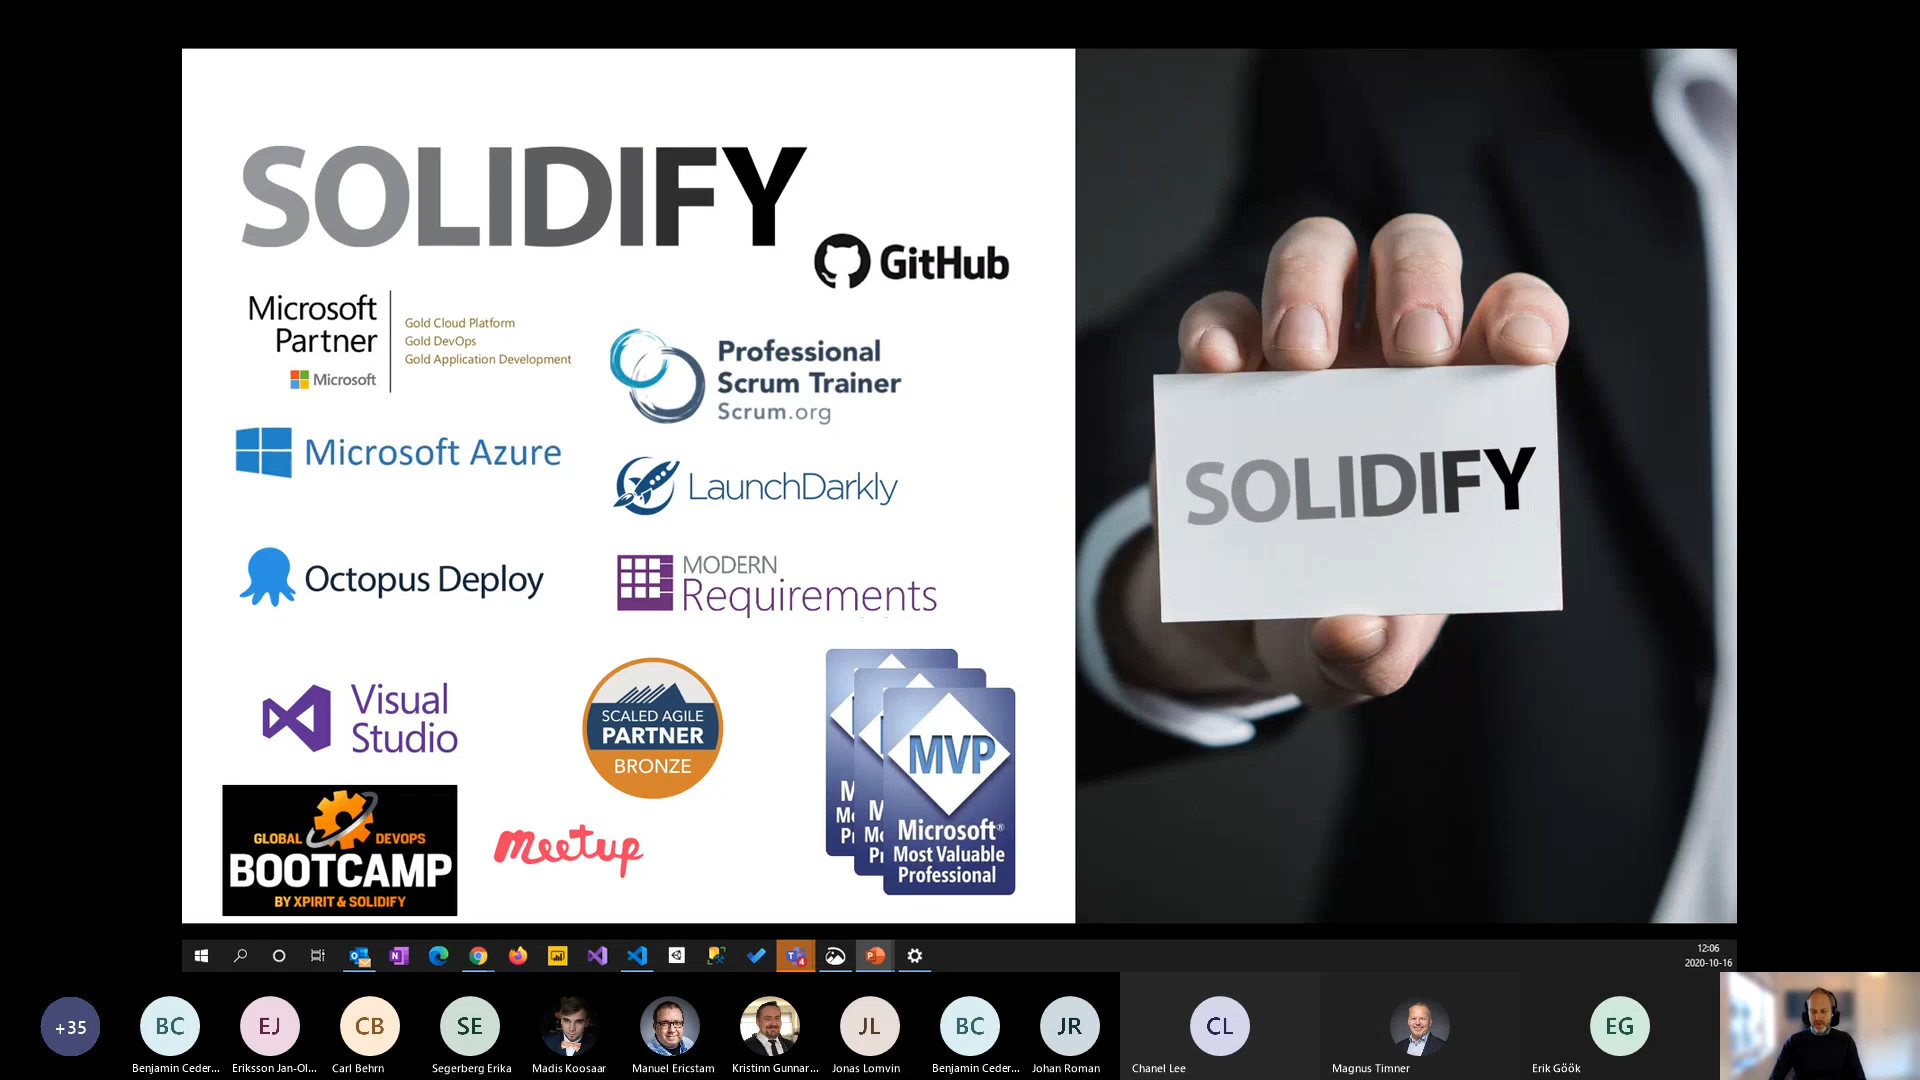 SOLIDIFY
GitHub
Microsoft
Partner
Microsoft
Gold Cloud Platform
Gold DevOps
Gold Application Development
Professional
Scrum Trainer
Scrum.org
Microsoft Azure
LaunchDarkly
Octopus Deploy
MODERN
Requirements
Visual
Studio
SCALED AGILE
PARTNER
BRONZE
MVP
Microsoft®
Most Valuable
Professional
M
Mo
P
M
Mo
P
GLOBAL DEVOPS
BOOTCAMP
BY XPIRIT & SOLIDIFY
meetup
SOLIDIFY
12:06
2020-10-16
+35
BC
EJ
CB
SE
JL
BC
JR
CL
EG
Benjamin Ceder...
Eriksson Jan-Ol...
Carl Behrn
Segerberg Erika
Madis Koosaar
Manuel Ericstam
Kristinn Gunnar...
Jonas Lomvin
Benjamin Ceder...
Johan Roman
Chanel Lee
Magnus Timner
Erik Göök